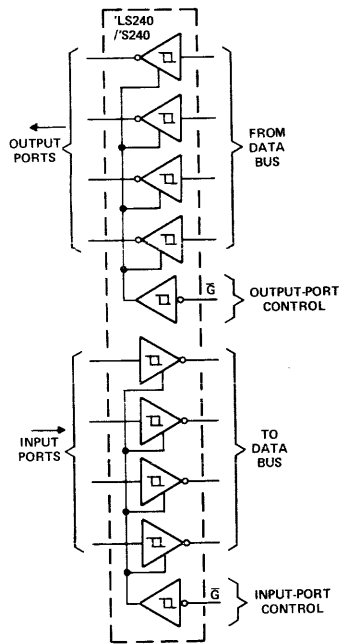 'LS240
/'S240
OUTPUT
PORTS
FROM
DATA
BUS
G̅
OUTPUT-PORT
CONTROL
INPUT
PORTS
TO
DATA
BUS
G̅
INPUT-PORT
CONTROL